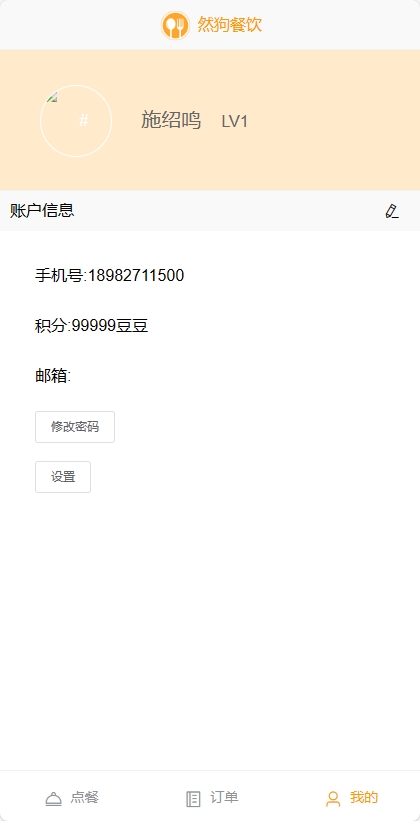 然狗餐饮
#
施绍鸣 LV1
账户信息
手机号:18982711500
积分:99999豆豆
邮箱:
修改密码
设置
点餐 订单 我的